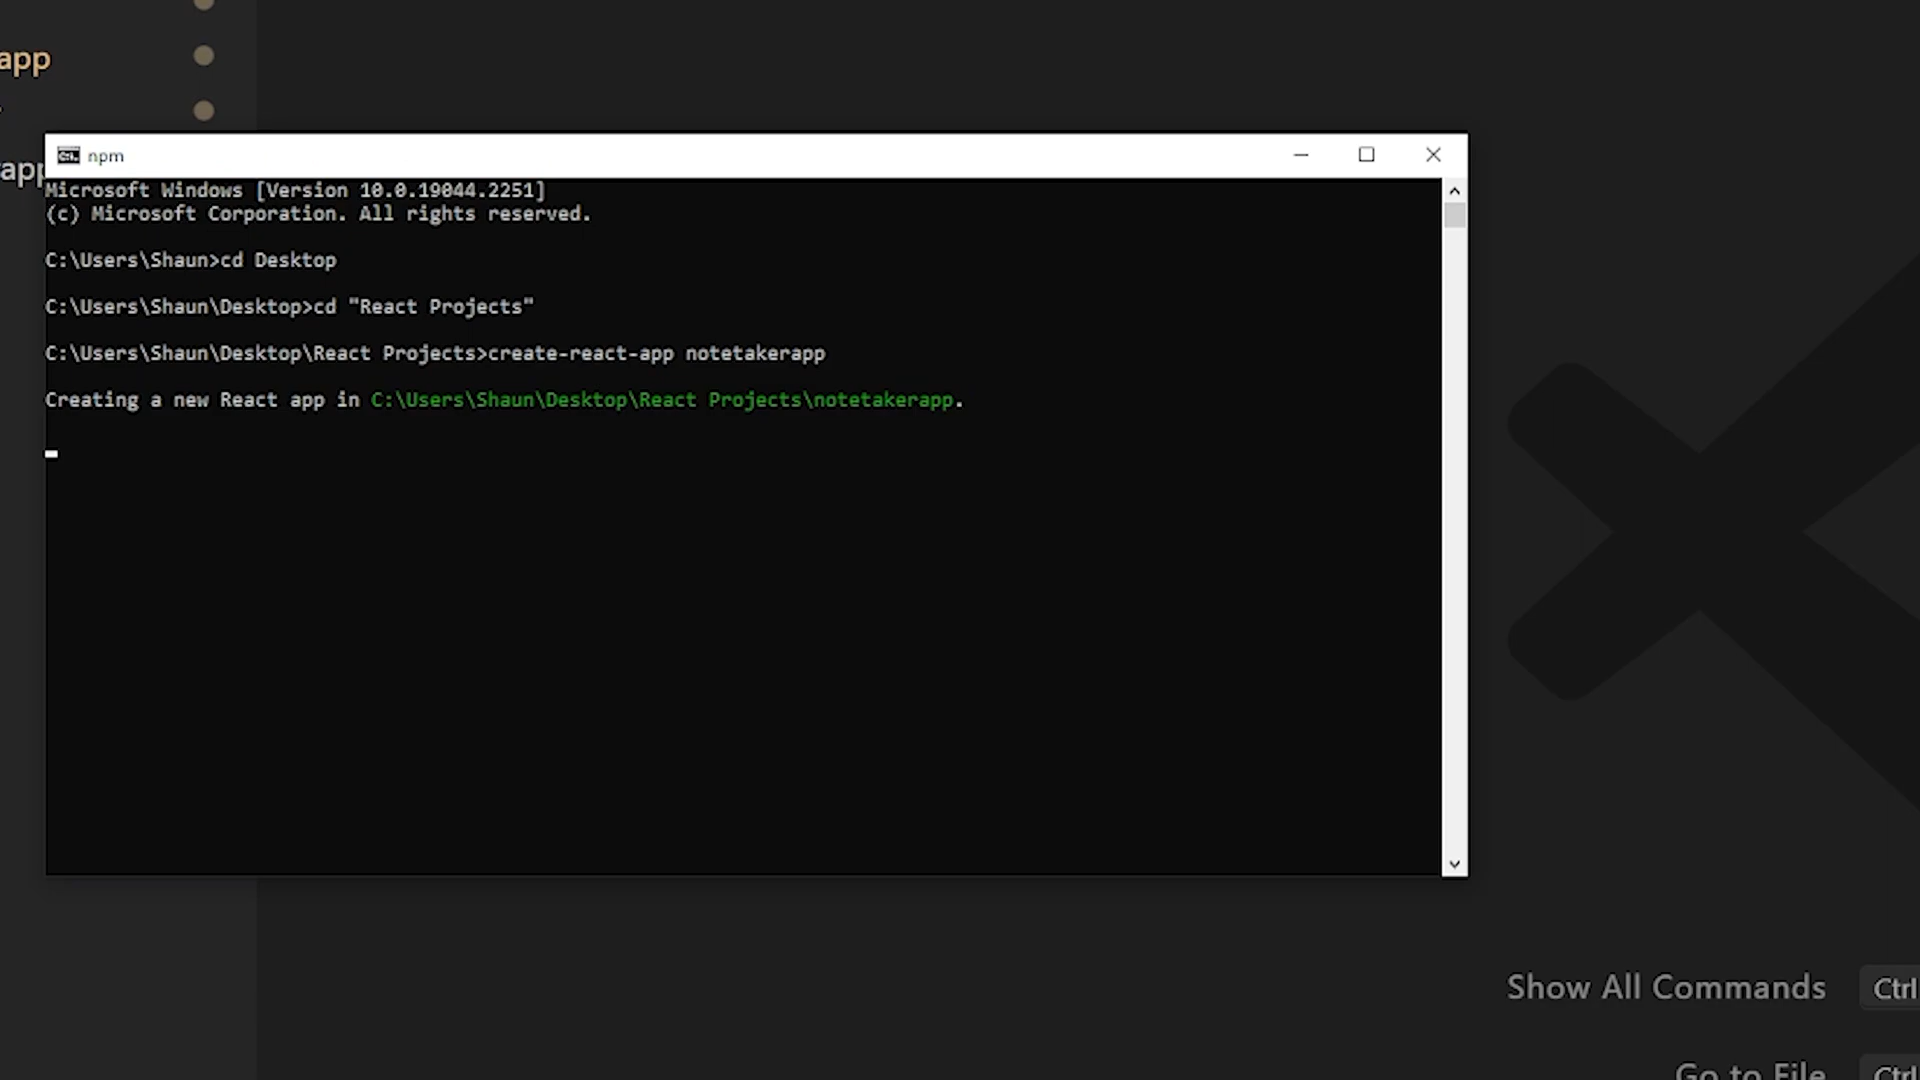 app
app
npm
Microsoft Windows [Version 10.0.19044.2251]
(c) Microsoft Corporation. All rights reserved.
C:\Users\Shaun>cd Desktop
C:\Users\Shaun\Desktop>cd "React Projects"
C:\Users\Shaun\Desktop\React Projects>create-react-app notetakerapp
Creating a new React app in C:\Users\Shaun\Desktop\React Projects\notetakerapp.
Show All Commands Ctrl
Go to File Ctrl